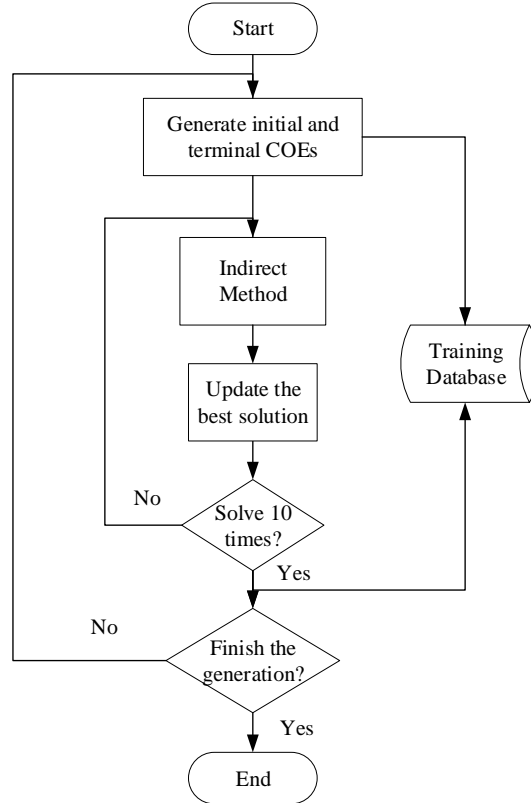 Start
Generate initial and
terminal COEs
Indirect
Method
Training
Database
Update the
best solution
No
Solve 10
times?
Yes
No
Finish the
generation?
Yes
End